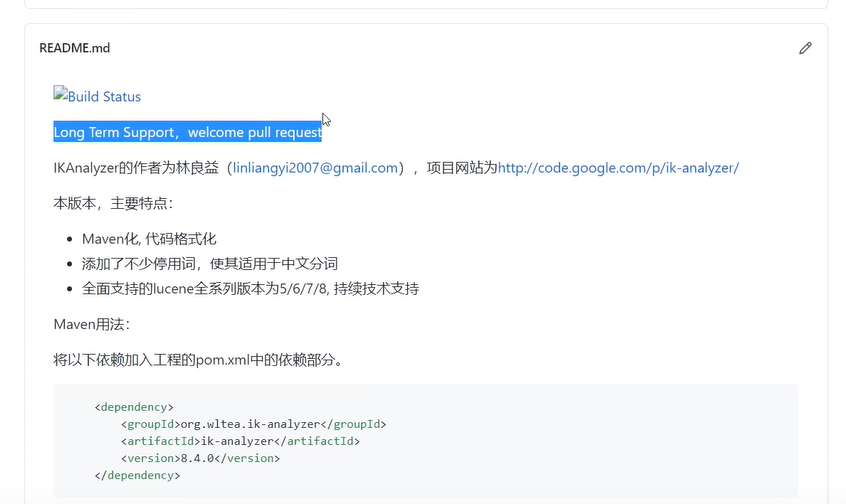 README.md
Build Status
Long Term Support，welcome pull request
IKAnalyzer的作者为林良益（linliangyi2007@gmail.com），项目网站为http://code.google.com/p/ik-analyzer/
本版本，主要特点：
Maven化, 代码格式化
添加了不少停用词，使其适用于中文分词
全面支持的lucene全系列版本为5/6/7/8, 持续技术支持
Maven用法：
将以下依赖加入工程的pom.xml中的依赖部分。
<dependency>
<groupId>org.wltea.ik-analyzer</groupId>
<artifactId>ik-analyzer</artifactId>
<version>8.4.0</version>
</dependency>